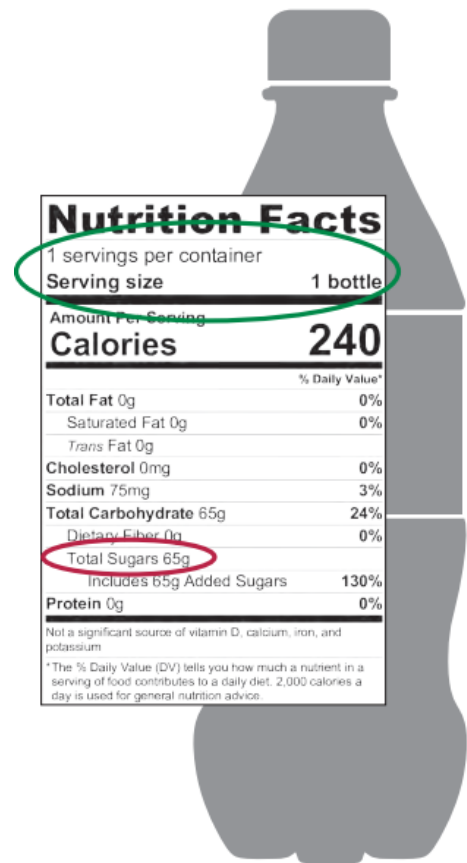 Nutrition Facts
1 servings per container
Serving size 1 bottle
Amount Per Serving
Calories 240
% Daily Value*
Total Fat 0g 0%
Saturated Fat 0g 0%
Trans Fat 0g
Cholesterol 0mg 0%
Sodium 75mg 3%
Total Carbohydrate 65g 24%
Dietary Fiber 0g 0%
Total Sugars 65g
Includes 65g Added Sugars 130%
Protein 0g 0%
Not a significant source of vitamin D, calcium, iron, and
potassium
*The % Daily Value (DV) tells you how much a nutrient in a
serving of food contributes to a daily diet. 2,000 calories a
day is used for general nutrition advice.